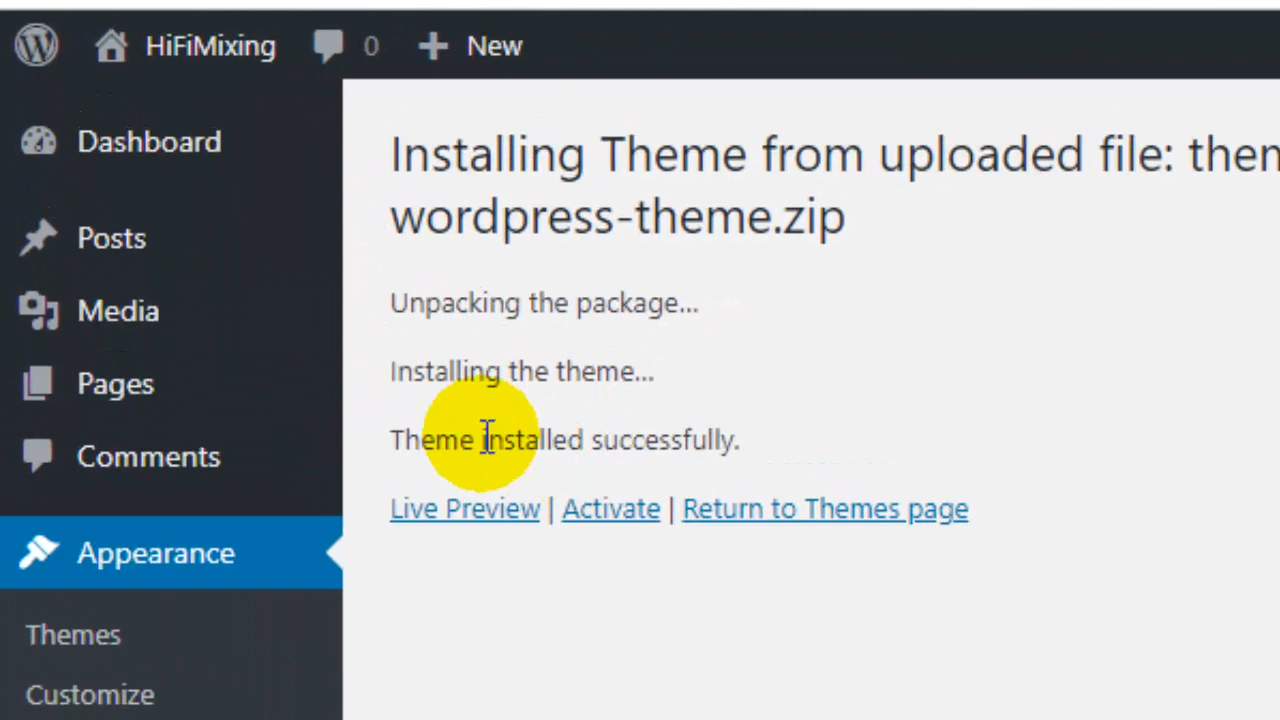 HiFiMixing 0 New
Dashboard
Posts
Media
Pages
Comments
Appearance
Themes
Customize
Installing Theme from uploaded file:
wordpress-theme.zip
Unpacking the package...
Installing the theme...
Theme installed successfully.
Live Preview | Activate | Return to Themes page